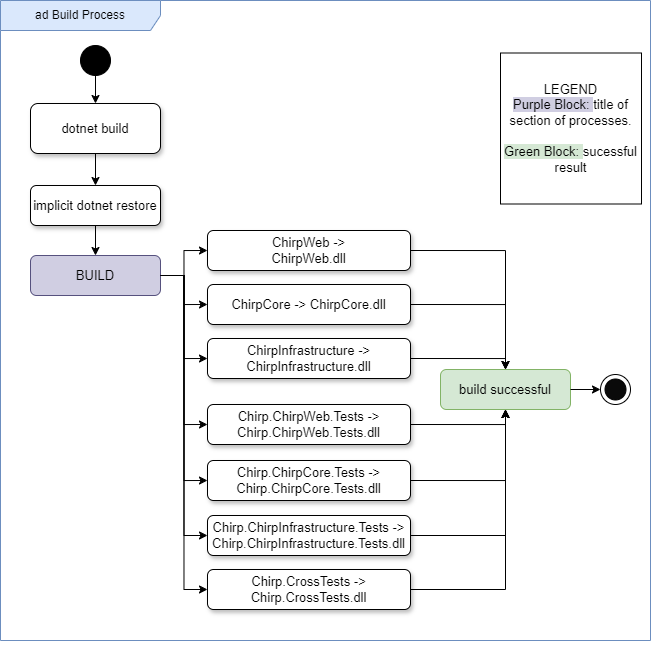 ad Build Process
LEGEND
Purple Block: title of
section of processes.
Green Block: sucessful
result
dotnet build
implicit dotnet restore
BUILD
ChirpWeb ->
ChirpWeb.dll
ChirpCore -> ChirpCore.dll
ChirpInfrastructure ->
ChirpInfrastructure.dll
Chirp.ChirpWeb.Tests ->
Chirp.ChirpWeb.Tests.dll
Chirp.ChirpCore.Tests ->
Chirp.ChirpCore.Tests.dll
Chirp.ChirpInfrastructure.Tests ->
Chirp.ChirpInfrastructure.Tests.dll
Chirp.CrossTests ->
Chirp.CrossTests.dll
build successful